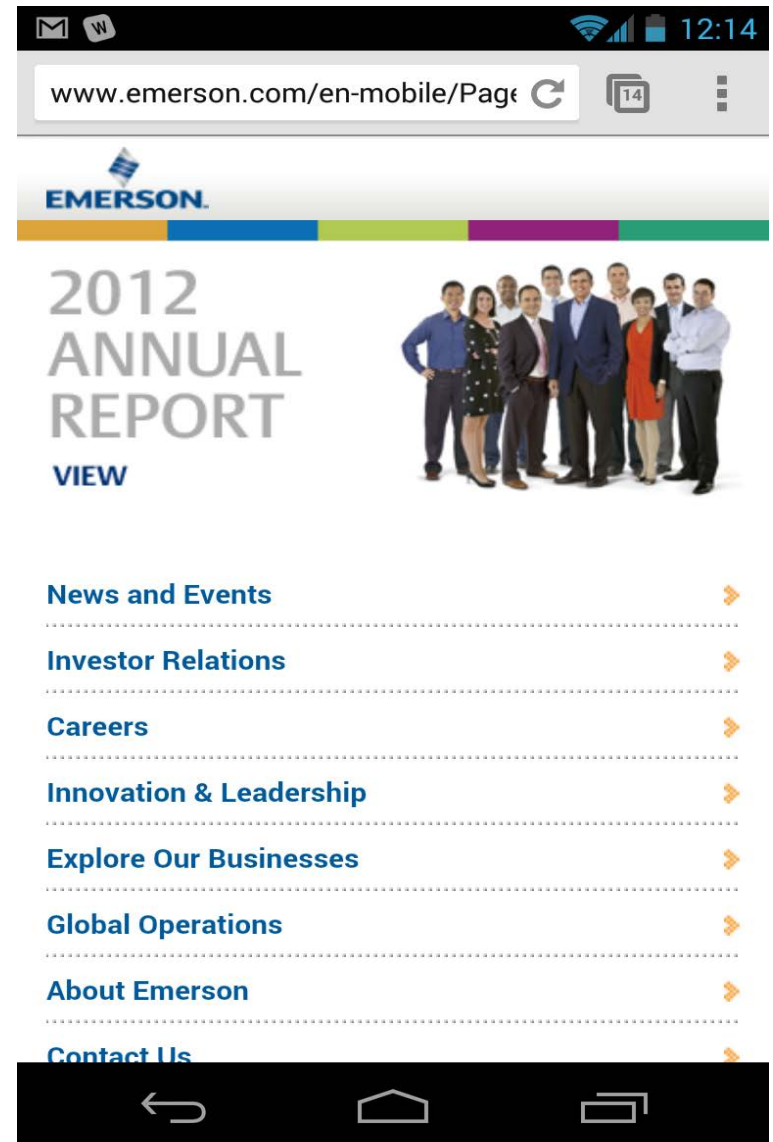 W
12:14
www.emerson.com/en-mobile/Page
14
EMERSON.
2012
ANNUAL
REPORT
VIEW
News and Events
Investor Relations
Careers
Innovation & Leadership
Explore Our Businesses
Global Operations
About Emerson
Contact Us